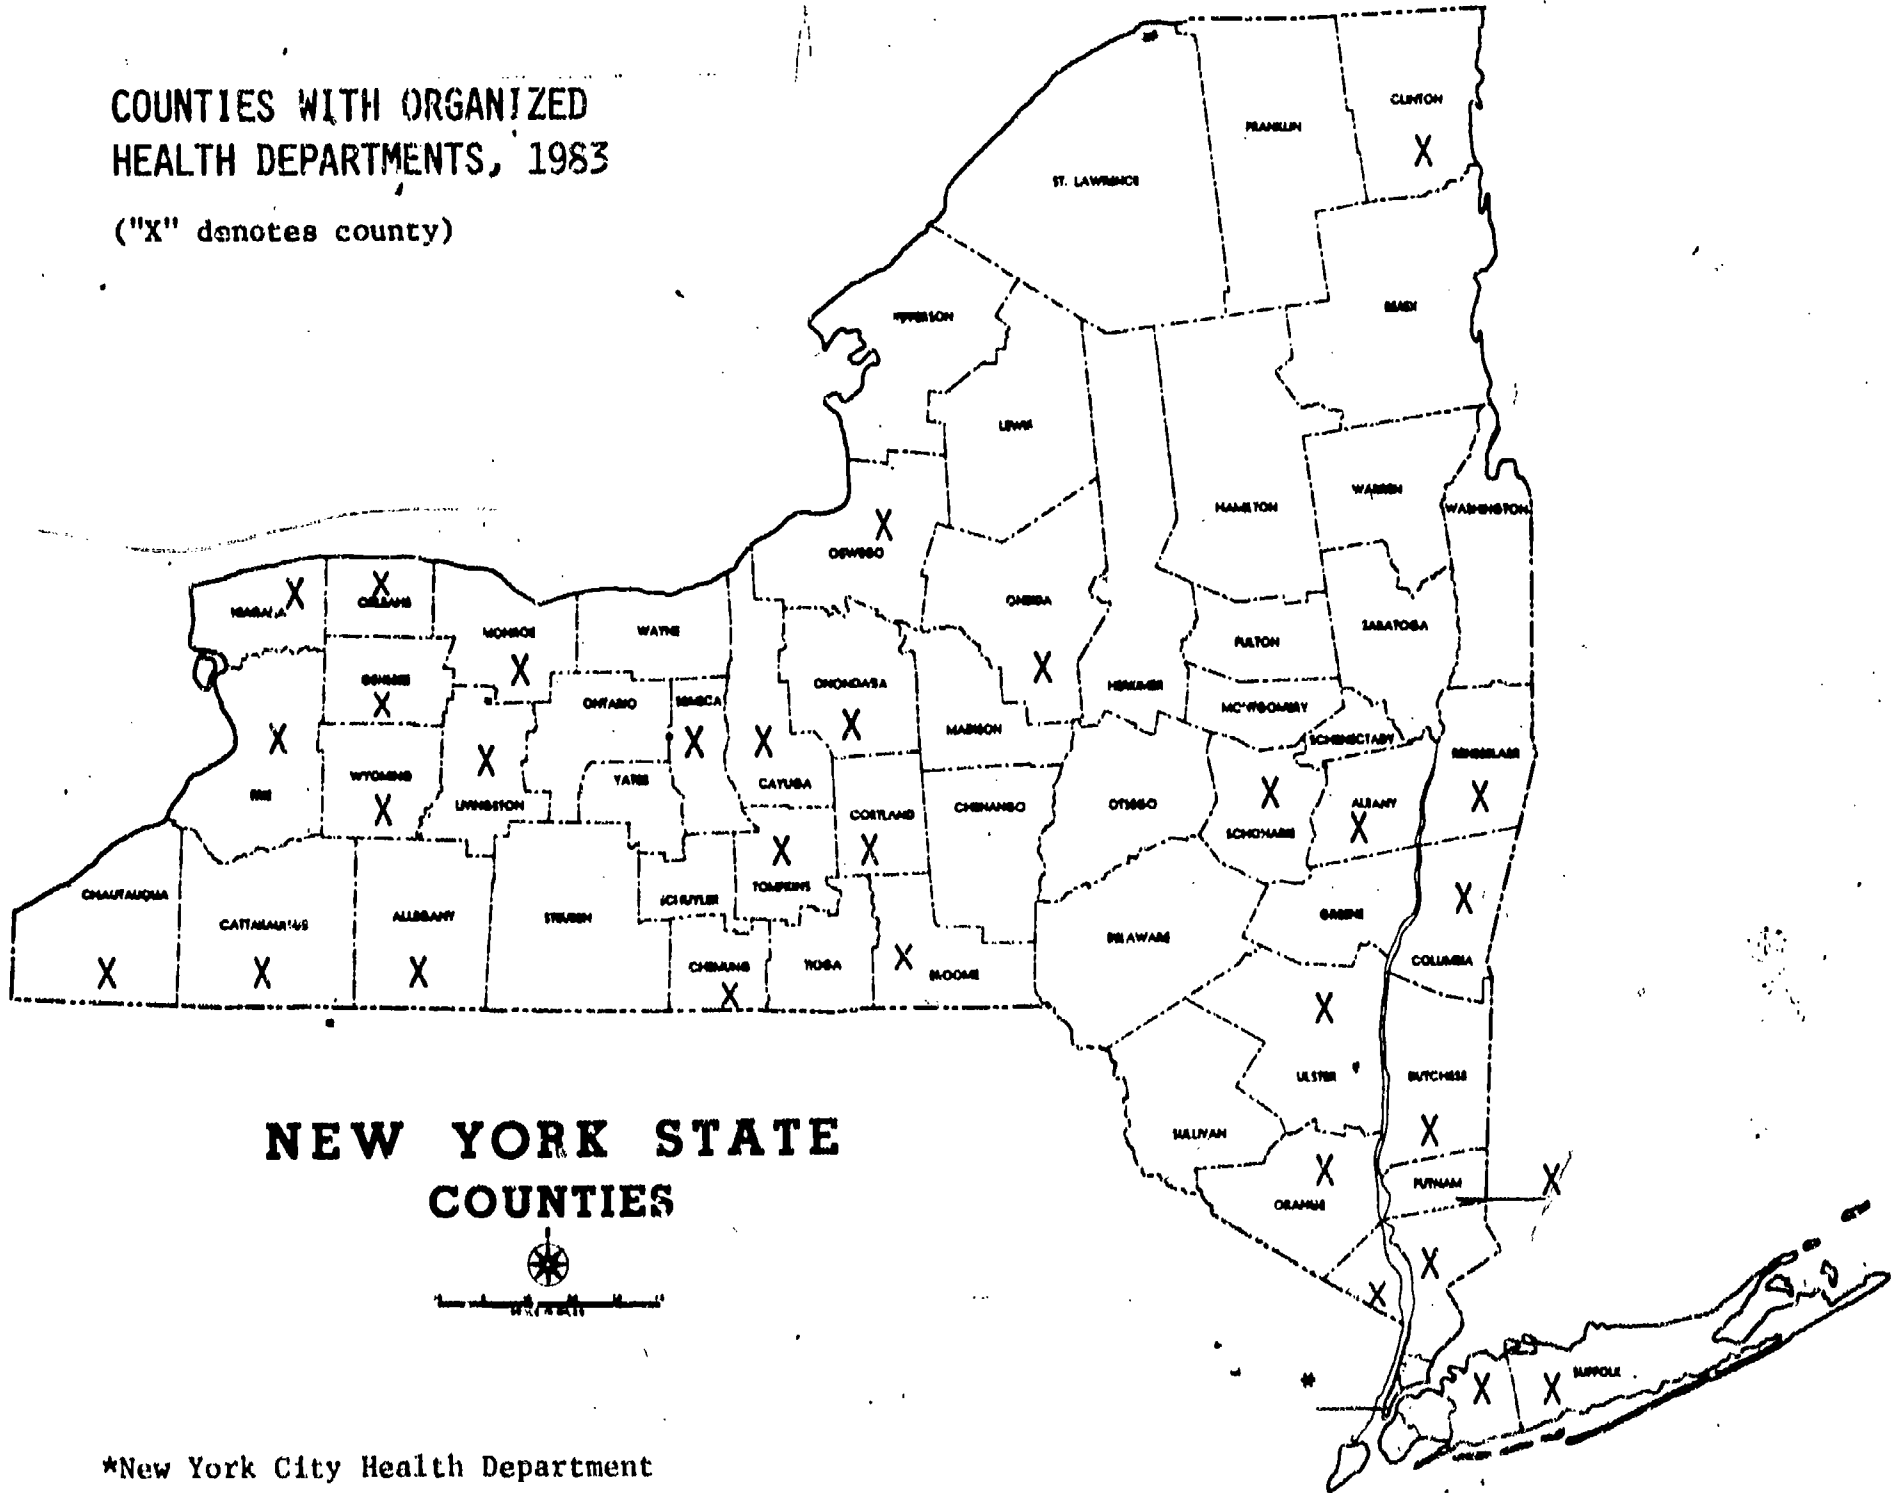 COUNTIES WITH ORGANIZED
HEALTH DEPARTMENTS, 1983
("X" denotes county)
CLINTON
X
FRANKLIN
ST. LAWRENCE
ESSEX
LEWIS
WARREN
HAMILTON
WASHINGTON
X
OSWEGO
ONEIDA
X
X
X
ORLEANS
MONROE
X
WAYNE
FULTON
SARATOGA
X
ONTARIO
SENECA
X
X
ONONDAGA
X
HERKIMER
MADISON
SCHENECTADY
RENSSELAER
X
X
ERIE
WYOMING
X
X
LIVINGSTON
YATES
CAYUGA
CORTLAND
X
CHENANGO
OTSEGO
X
SCHOHARIE
ALBANY
X
X
CHAUTAUQUA
X
ALLEGANY
X
X
STEUBEN
SCHUYLER
X
TOMPKINS
GREENE
X
COLUMBIA
DELAWARE
CHEMUNG
X
TIOGA
X
BROOME
X
ULSTER
DUTCHESS
X
SULLIVAN
X
ORANGE
PUTNAM
X
X
X
NEW YORK STATE
COUNTIES
*
X
X
SUFFOLK
*New York City Health Department